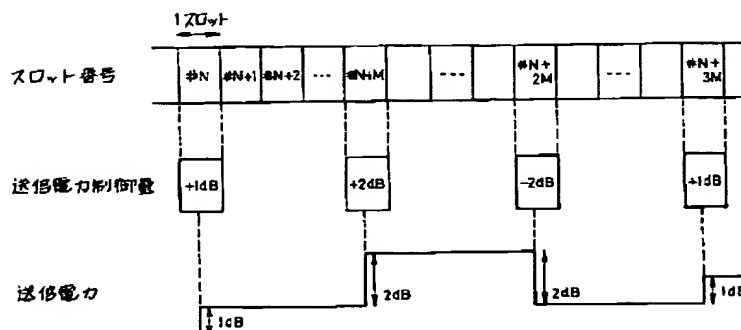 1スロット
スロット番号 #N #N+1 #N+2 --- #N+M --- #N+2M --- #N+3M
送信電力制御量 +1dB +2dB -2dB +1dB
送信電力 1dB 2dB 2dB 1dB